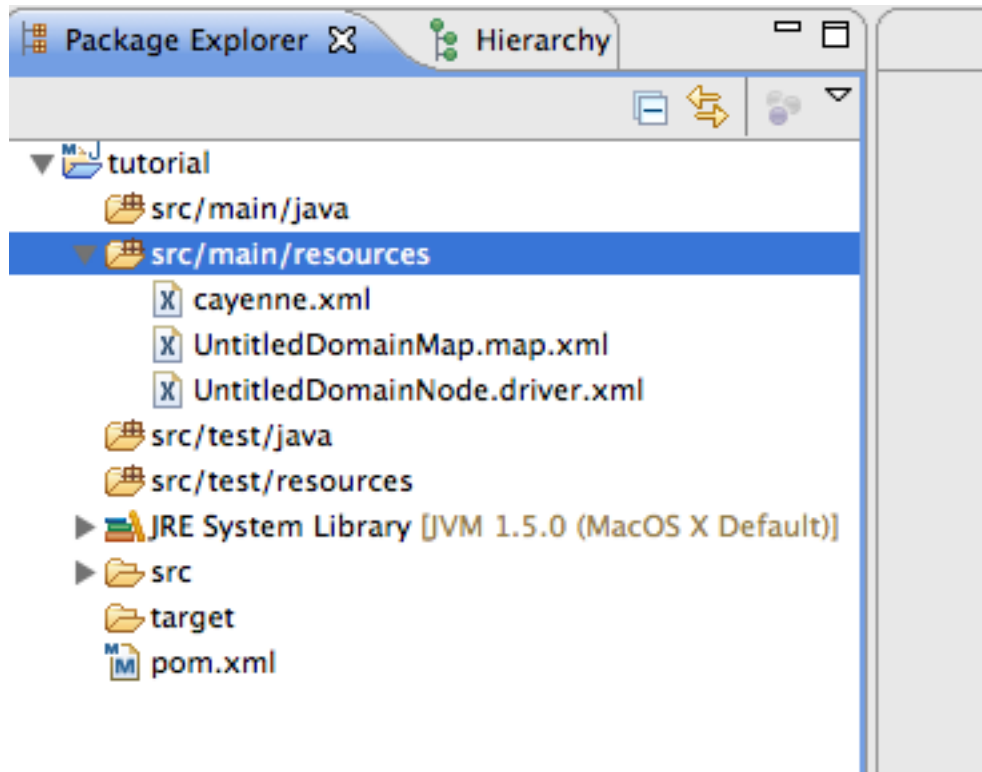 Package Explorer Hierarchy
tutorial
src/main/java
src/main/resources
cayenne.xml
UntitledDomainMap.map.xml
UntitledDomainNode.driver.xml
src/test/java
src/test/resources
JRE System Library [JVM 1.5.0 (MacOS X Default)]
src
target
pom.xml